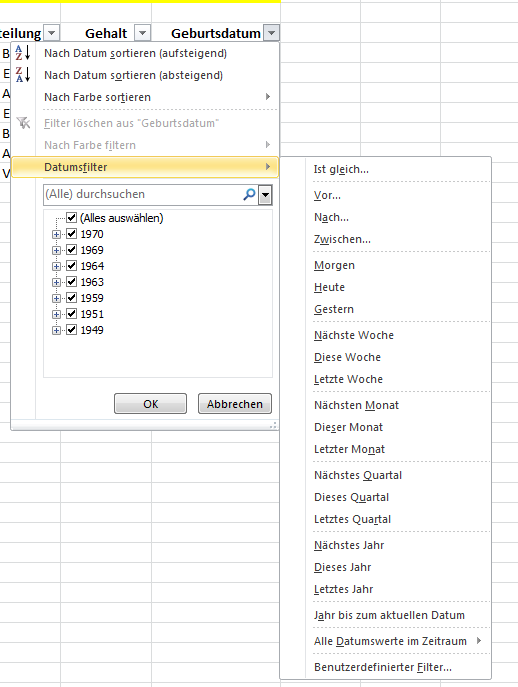 teilung Gehalt Geburtsdatum
Nach Datum sortieren (aufsteigend)
Nach Datum sortieren (absteigend)
Nach Farbe sortieren
Filter löschen aus "Geburtsdatum"
Nach Farbe filtern
Datumsfilter
(Alle) durchsuchen
(Alles auswählen)
1970
1969
1964
1963
1959
1951
1949
OK Abbrechen
Ist gleich...
Vor...
Nach...
Zwischen...
Morgen
Heute
Gestern
Nächste Woche
Diese Woche
Letzte Woche
Nächsten Monat
Dieser Monat
Letzter Monat
Nächstes Quartal
Dieses Quartal
Letztes Quartal
Nächstes Jahr
Dieses Jahr
Letztes Jahr
Jahr bis zum aktuellen Datum
Alle Datumswerte im Zeitraum
Benutzerdefinierter Filter...